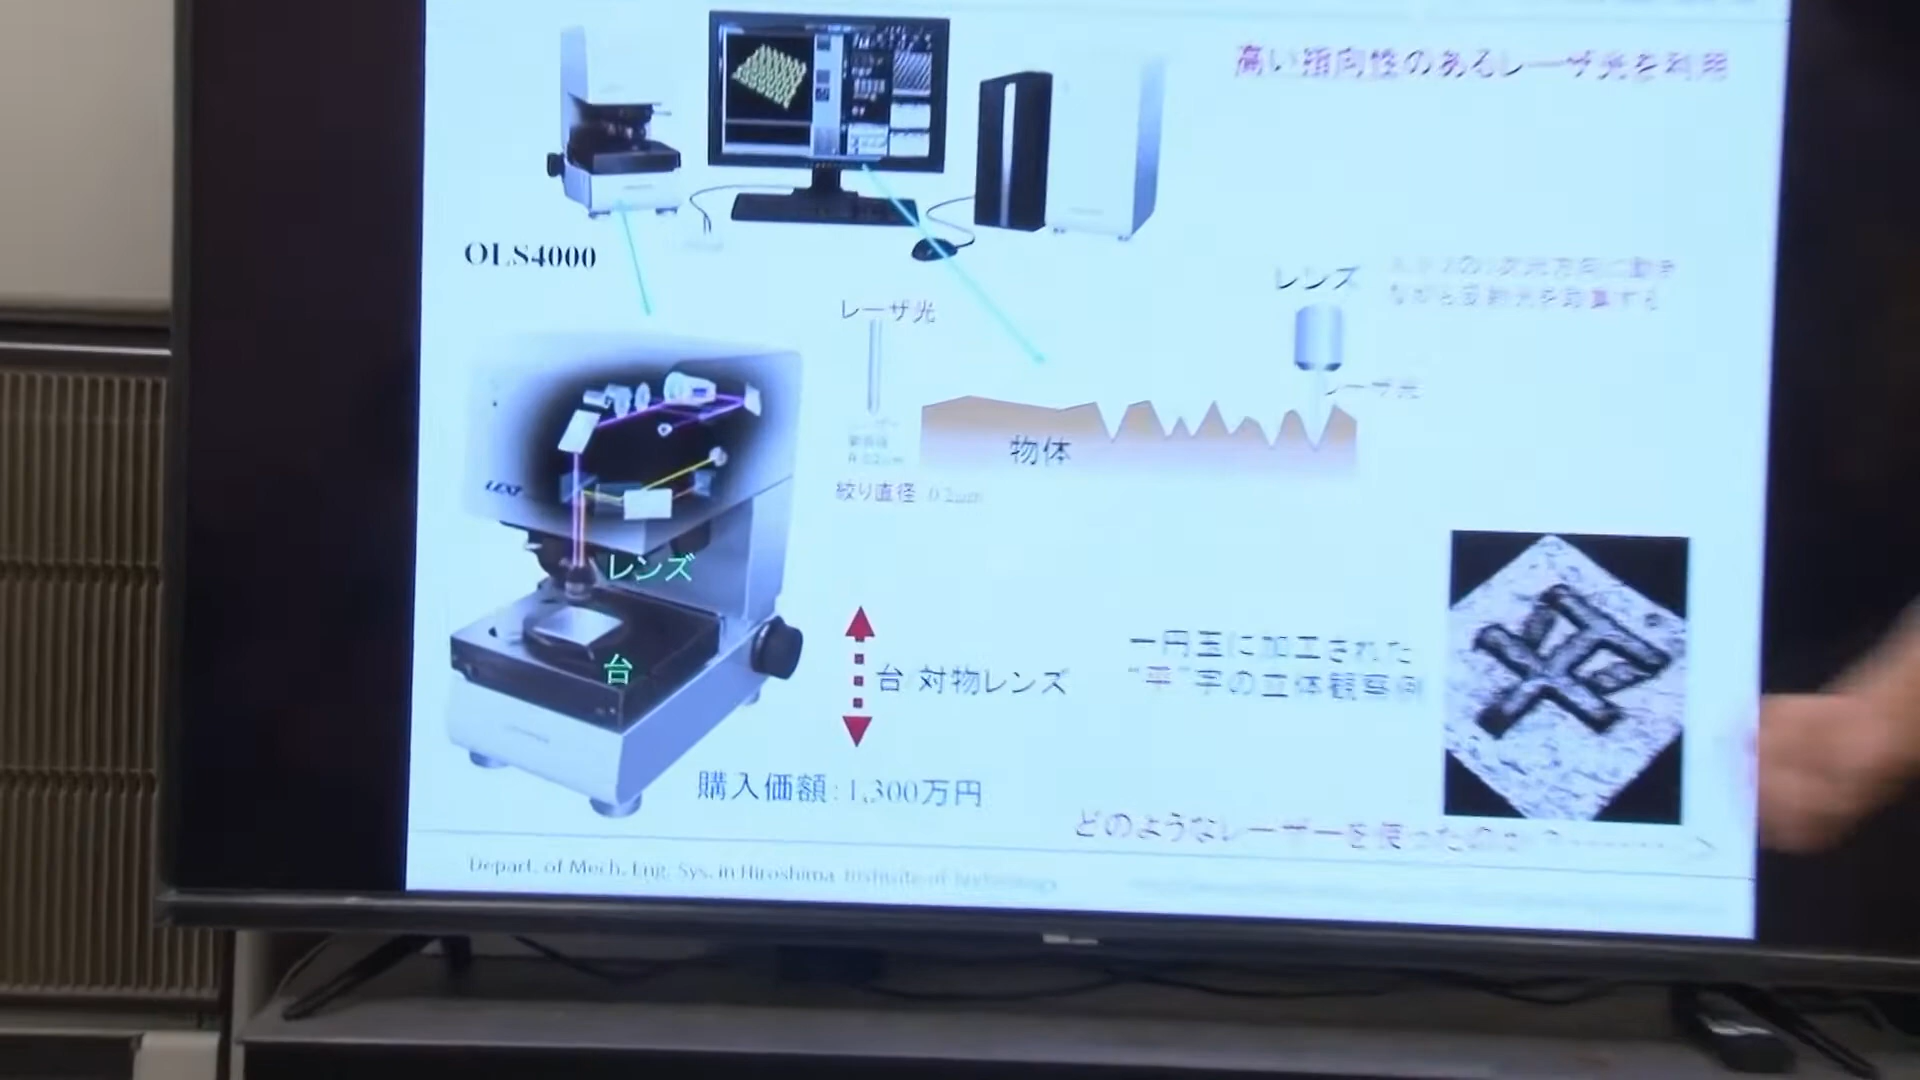 高い指向性のあるレーザ光を利用
OLS4000
レンズ
レーザ光
レーザ光
物体
絞り直径 0.2μm
LEXT
レンズ
台
台 対物レンズ
一円玉に加工された
“平”字の立体観察例
平
購入価額:1,300万円
どのようなレーザーを使ったのか?
Depart. of Mech. Eng. Sys. in Hiroshima Institute of Technology